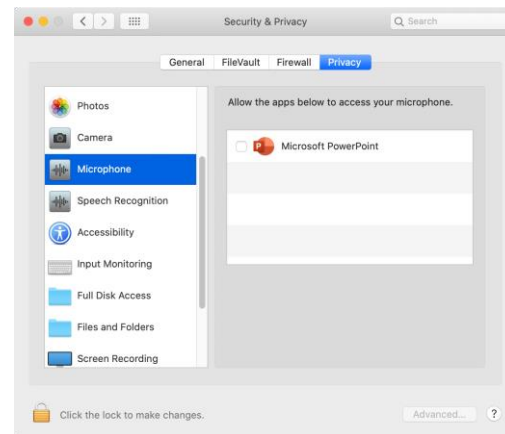 Security & Privacy
Search
General FileVault Firewall Privacy
Photos
Camera
Microphone
Speech Recognition
Accessibility
Input Monitoring
Full Disk Access
Files and Folders
Screen Recording
Allow the apps below to access your microphone.
P Microsoft PowerPoint
Click the lock to make changes.
Advanced... ?